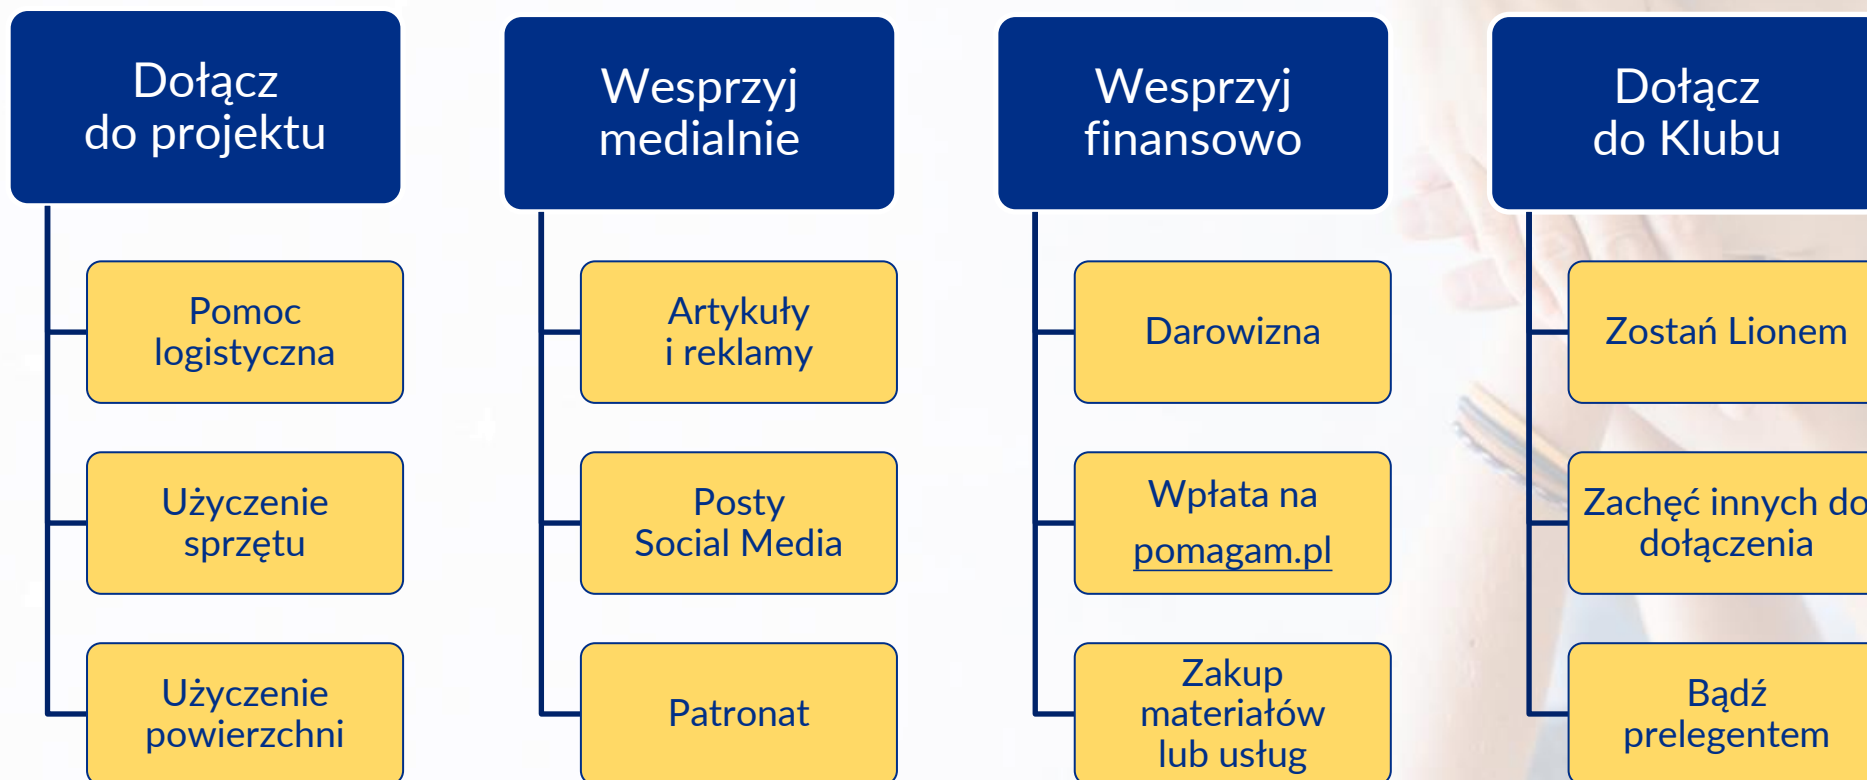 Dołącz
do projektu
Pomoc
logistyczna
Użyczenie
sprzętu
Użyczenie
powierzchni
Wesprzyj
medialnie
Artykuły
i reklamy
Posty
Social Media
Patronat
Wesprzyj
finansowo
Darowizna
Wpłata na
pomagam.pl
Zakup
materiałów
lub usług
Dołącz
do Klubu
Zostań Lionem
Zachęć innych do
dołączenia
Bądź
prelegentem